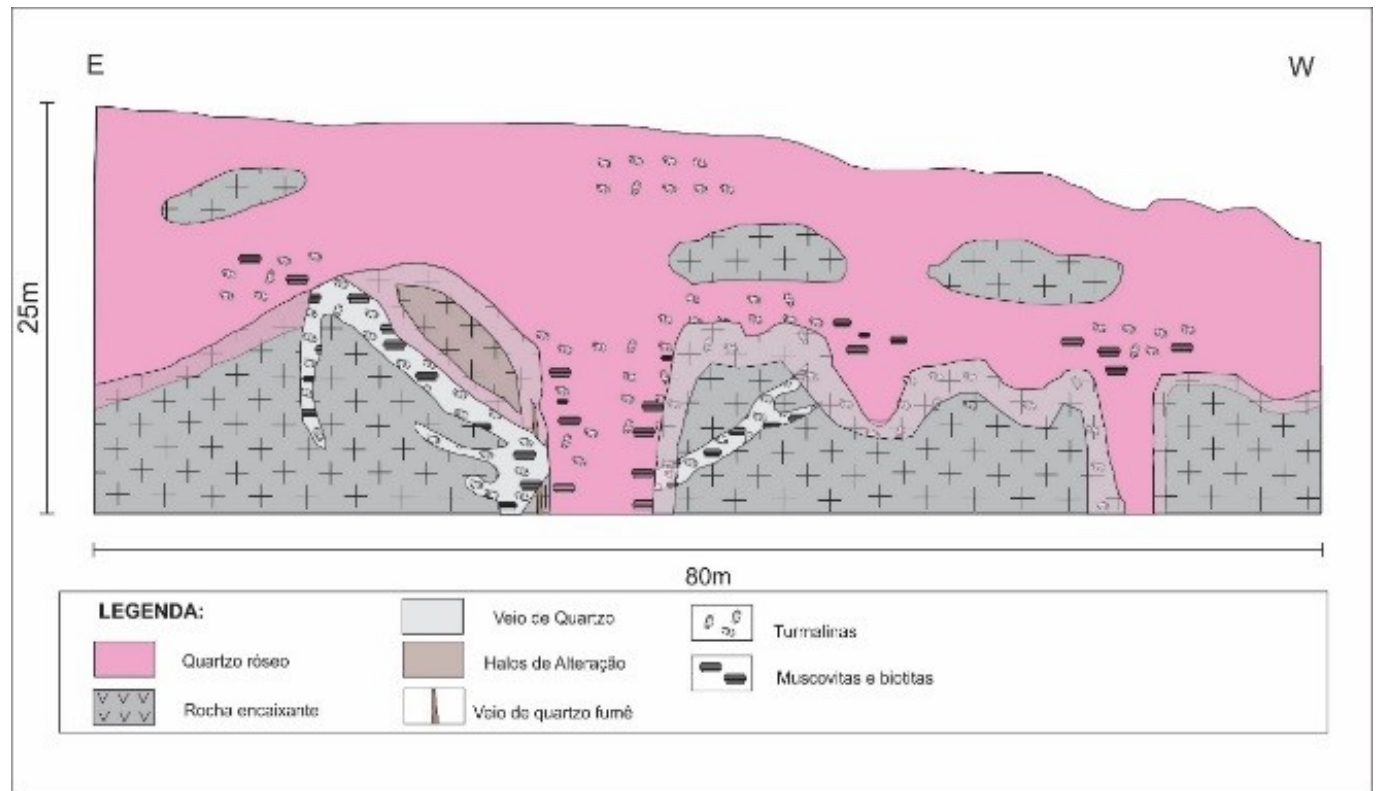 E
W
25m
80m
LEGENDA:
Quartzo róseo
Rocha encaixante
Veio de Quartzo
Halos de Alteração
Veio de quartzo fumê
Turmalinas
Muscovitas e biotitas